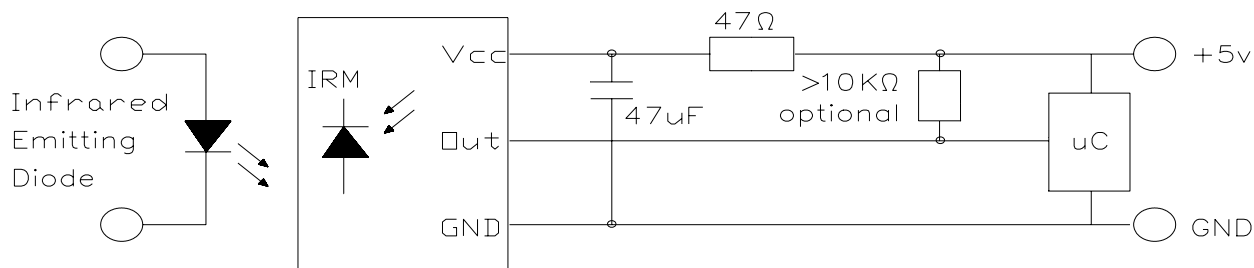 Infrared
Emitting
Diode
IRM
Vcc
Out
GND
47uF
47Ω
>10KΩ
optional
uC
+5v
GND